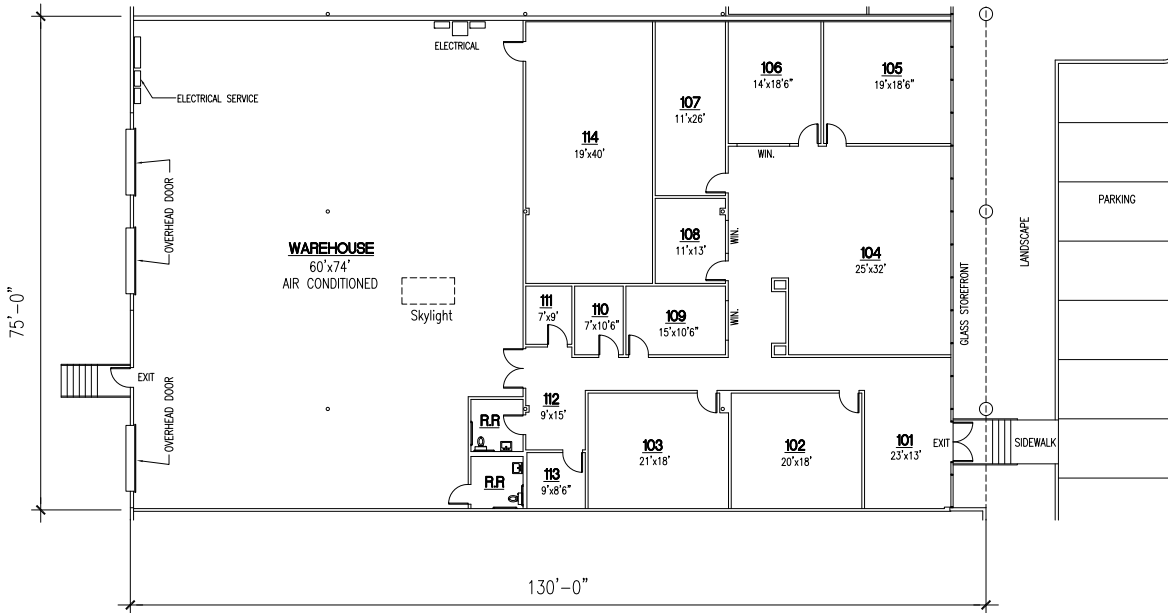 ELECTRICAL
ELECTRICAL SERVICE
OVERHEAD DOOR
OVERHEAD DOOR
WAREHOUSE
60'x74'
AIR CONDITIONED
Skylight
75'-0"
EXIT
OVERHEAD DOOR
114
19'x40'
107
11'x26'
106
14'x18'6"
105
19'x18'6"
WIN.
108
11'x13'
WIN.
104
25'x32'
111
7'x9'
110
7'x10'6"
109
15'x10'6"
WIN.
112
9'x15'
R.R
R.R
113
9'x8'6"
103
21'x18'
102
20'x18'
101
23'x13'
EXIT
SIDEWALK
GLASS STOREFRONT
LANDSCAPE
PARKING
130'-0"